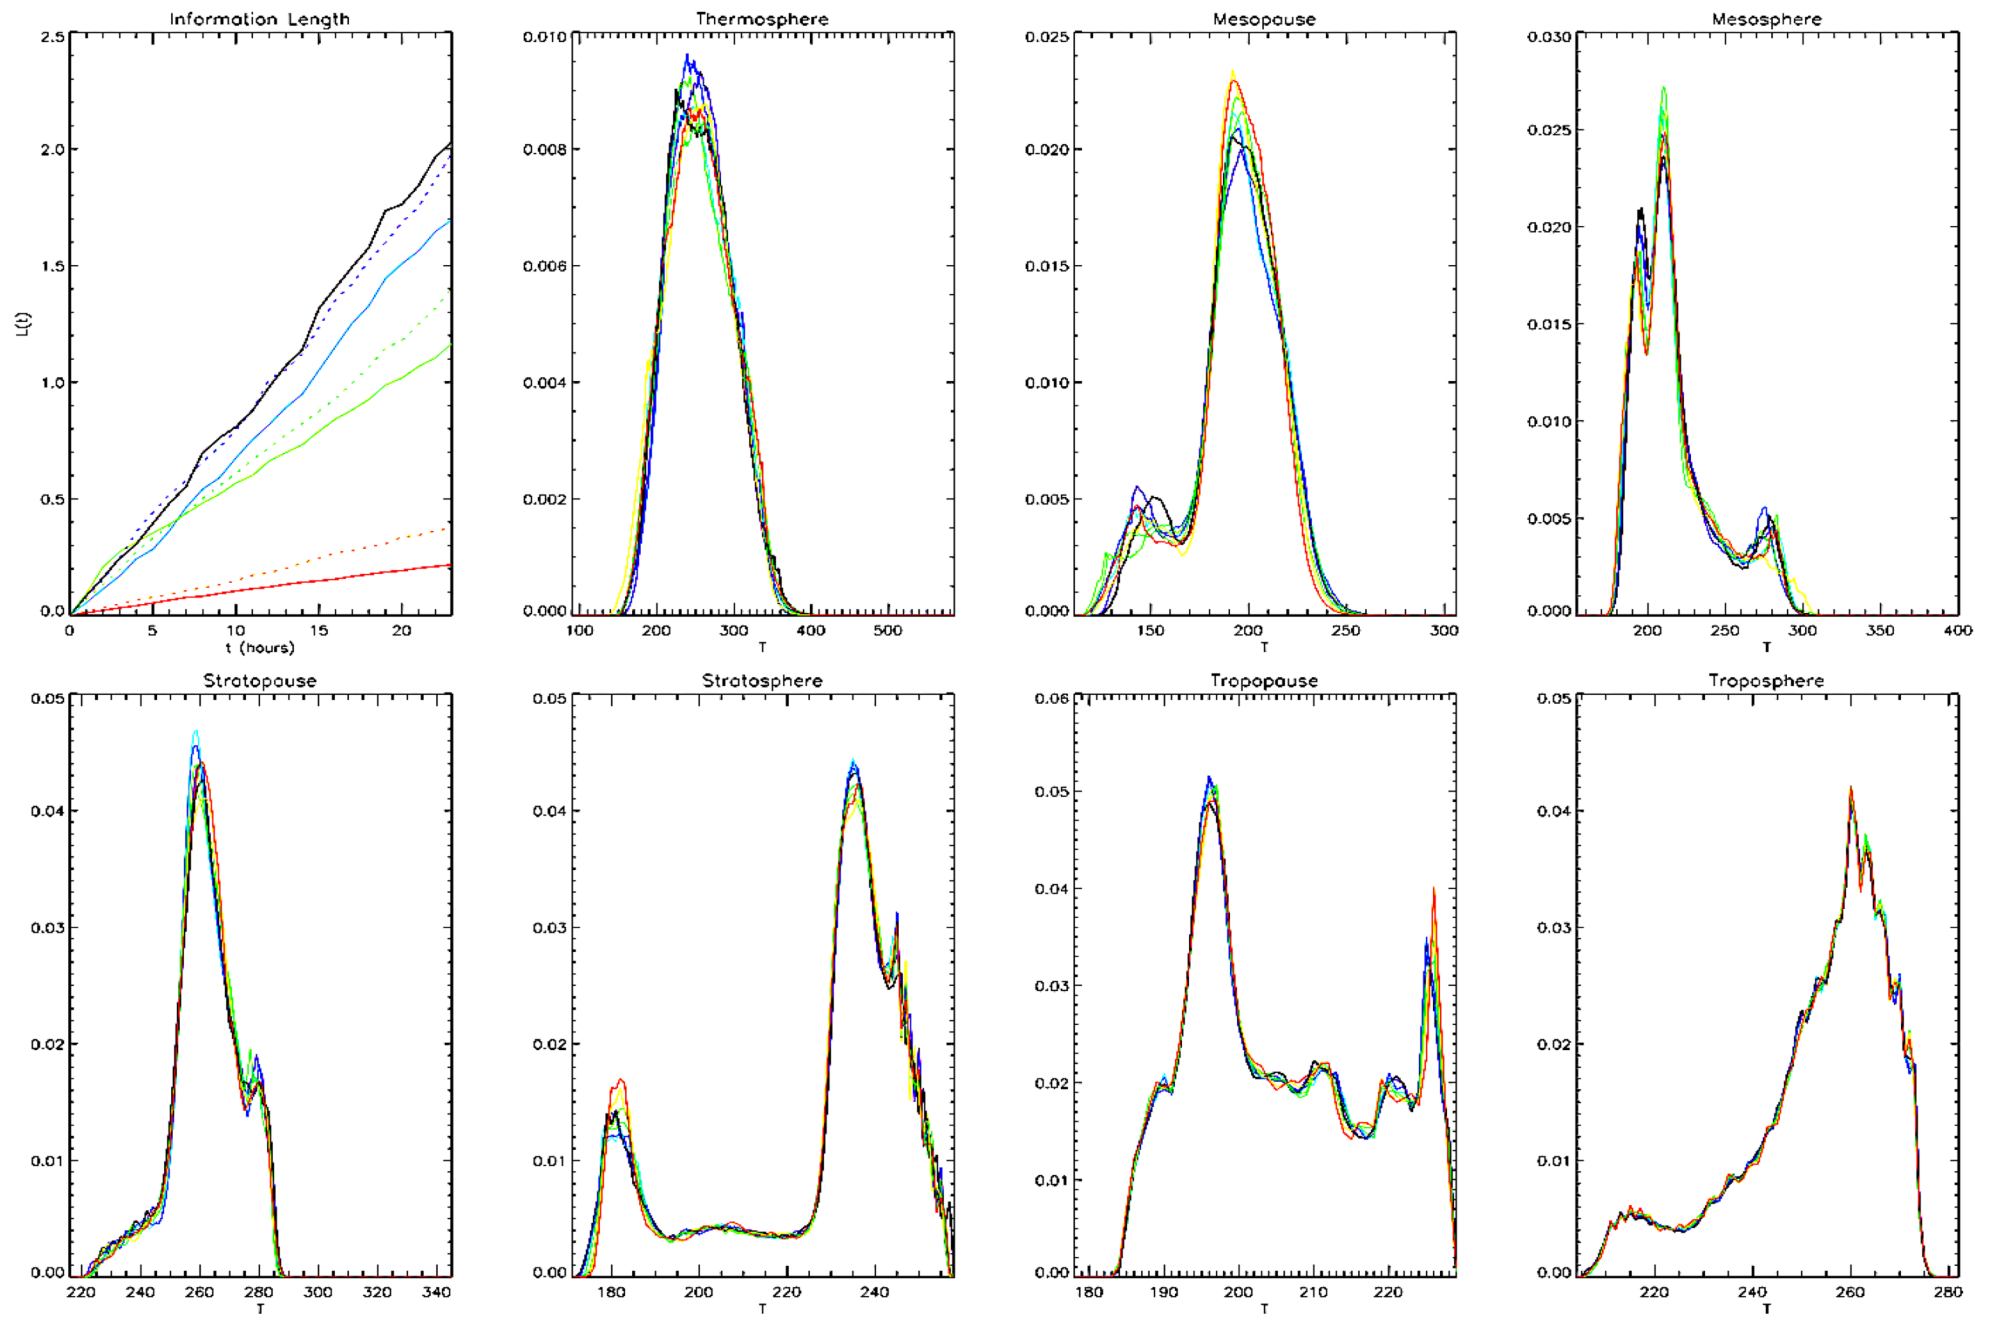 Information Length
2.5
2.0
1.5
1.0
0.5
0.0
L(t)
0 5 10 15 20
t (hours)
Thermosphere
0.010
0.008
0.006
0.004
0.002
0.000
100 200 300 400 500
T
Mesopause
0.025
0.020
0.015
0.010
0.005
0.000
150 200 250 300
T
Mesosphere
0.030
0.025
0.020
0.015
0.010
0.005
0.000
200 250 300 350 400
T
Stratopause
0.05
0.04
0.03
0.02
0.01
0.00
220 240 260 280 300 320 340
T
Stratosphere
0.05
0.04
0.03
0.02
0.01
0.00
180 200 220 240
T
Tropopause
0.06
0.05
0.04
0.03
0.02
0.01
0.00
180 190 200 210 220
T
Troposphere
0.05
0.04
0.03
0.02
0.01
0.00
220 240 260 280
T